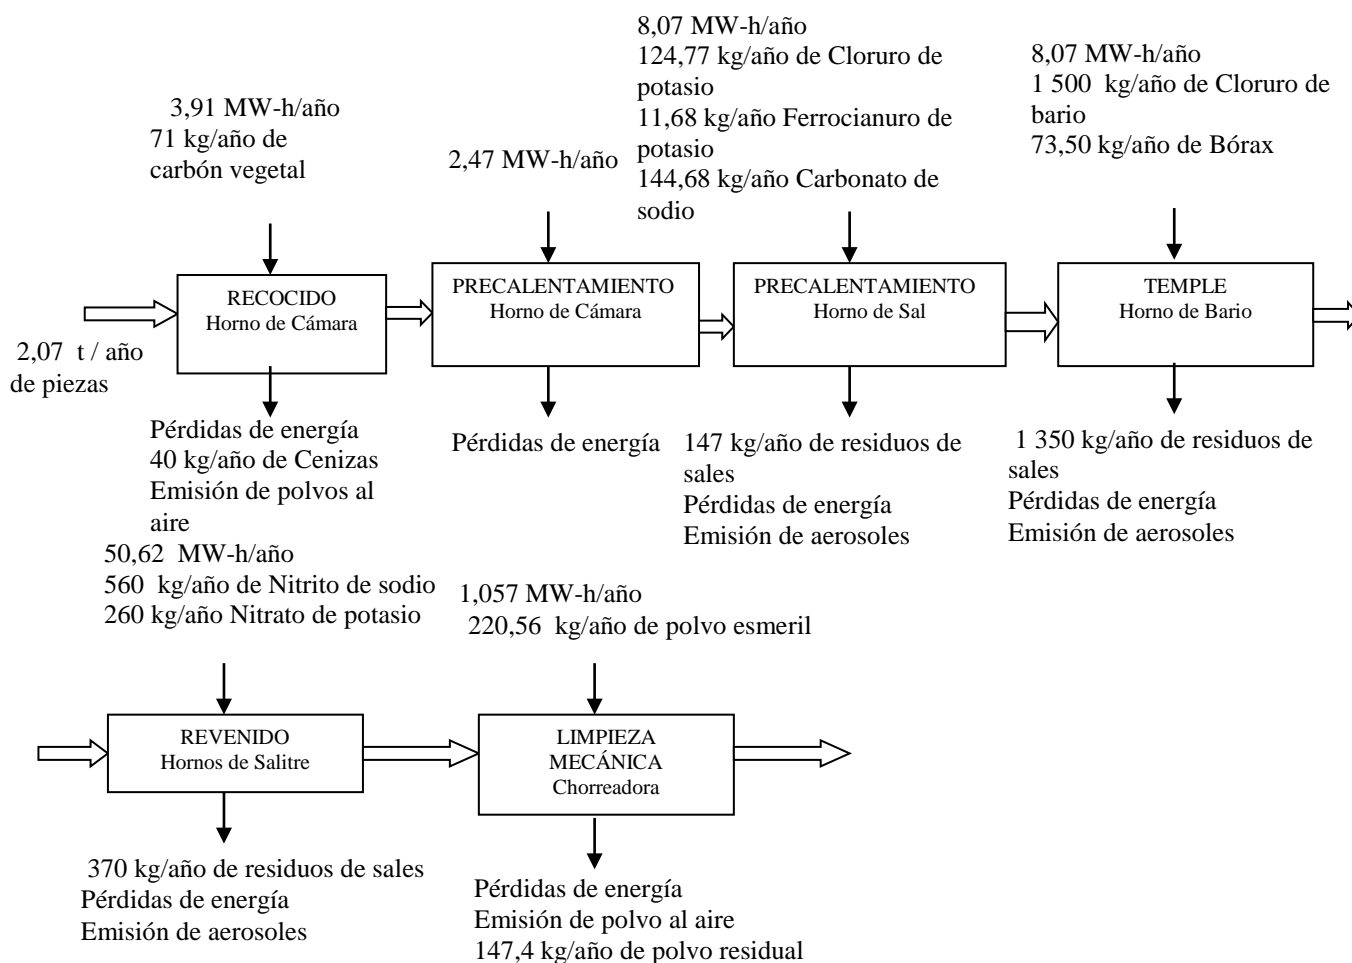 3,91 MW-h/año
71 kg/año de
carbón vegetal
2,47 MW-h/año
8,07 MW-h/año
124,77 kg/año de Cloruro de
potasio
11,68 kg/año Ferrocianuro de
potasio
144,68 kg/año Carbonato de
sodio
8,07 MW-h/año
1 500 kg/año de Cloruro de
bario
73,50 kg/año de Bórax
2,07 t / año
de piezas
RECOCIDO
Horno de Cámara
PRECALENTAMIENTO
Horno de Cámara
PRECALENTAMIENTO
Horno de Sal
TEMPLE
Horno de Bario
Pérdidas de energía
40 kg/año de Cenizas
Emisión de polvos al
aire
Pérdidas de energía
147 kg/año de residuos de
sales
Pérdidas de energía
Emisión de aerosoles
1 350 kg/año de residuos de
sales
Pérdidas de energía
Emisión de aerosoles
50,62 MW-h/año
560 kg/año de Nitrito de sodio
260 kg/año Nitrato de potasio
1,057 MW-h/año
220,56 kg/año de polvo esmeril
REVENIDO
Hornos de Salitre
LIMPIEZA
MECÁNICA
Chorreadora
370 kg/año de residuos de sales
Pérdidas de energía
Emisión de aerosoles
Pérdidas de energía
Emisión de polvo al aire
147,4 kg/año de polvo residual